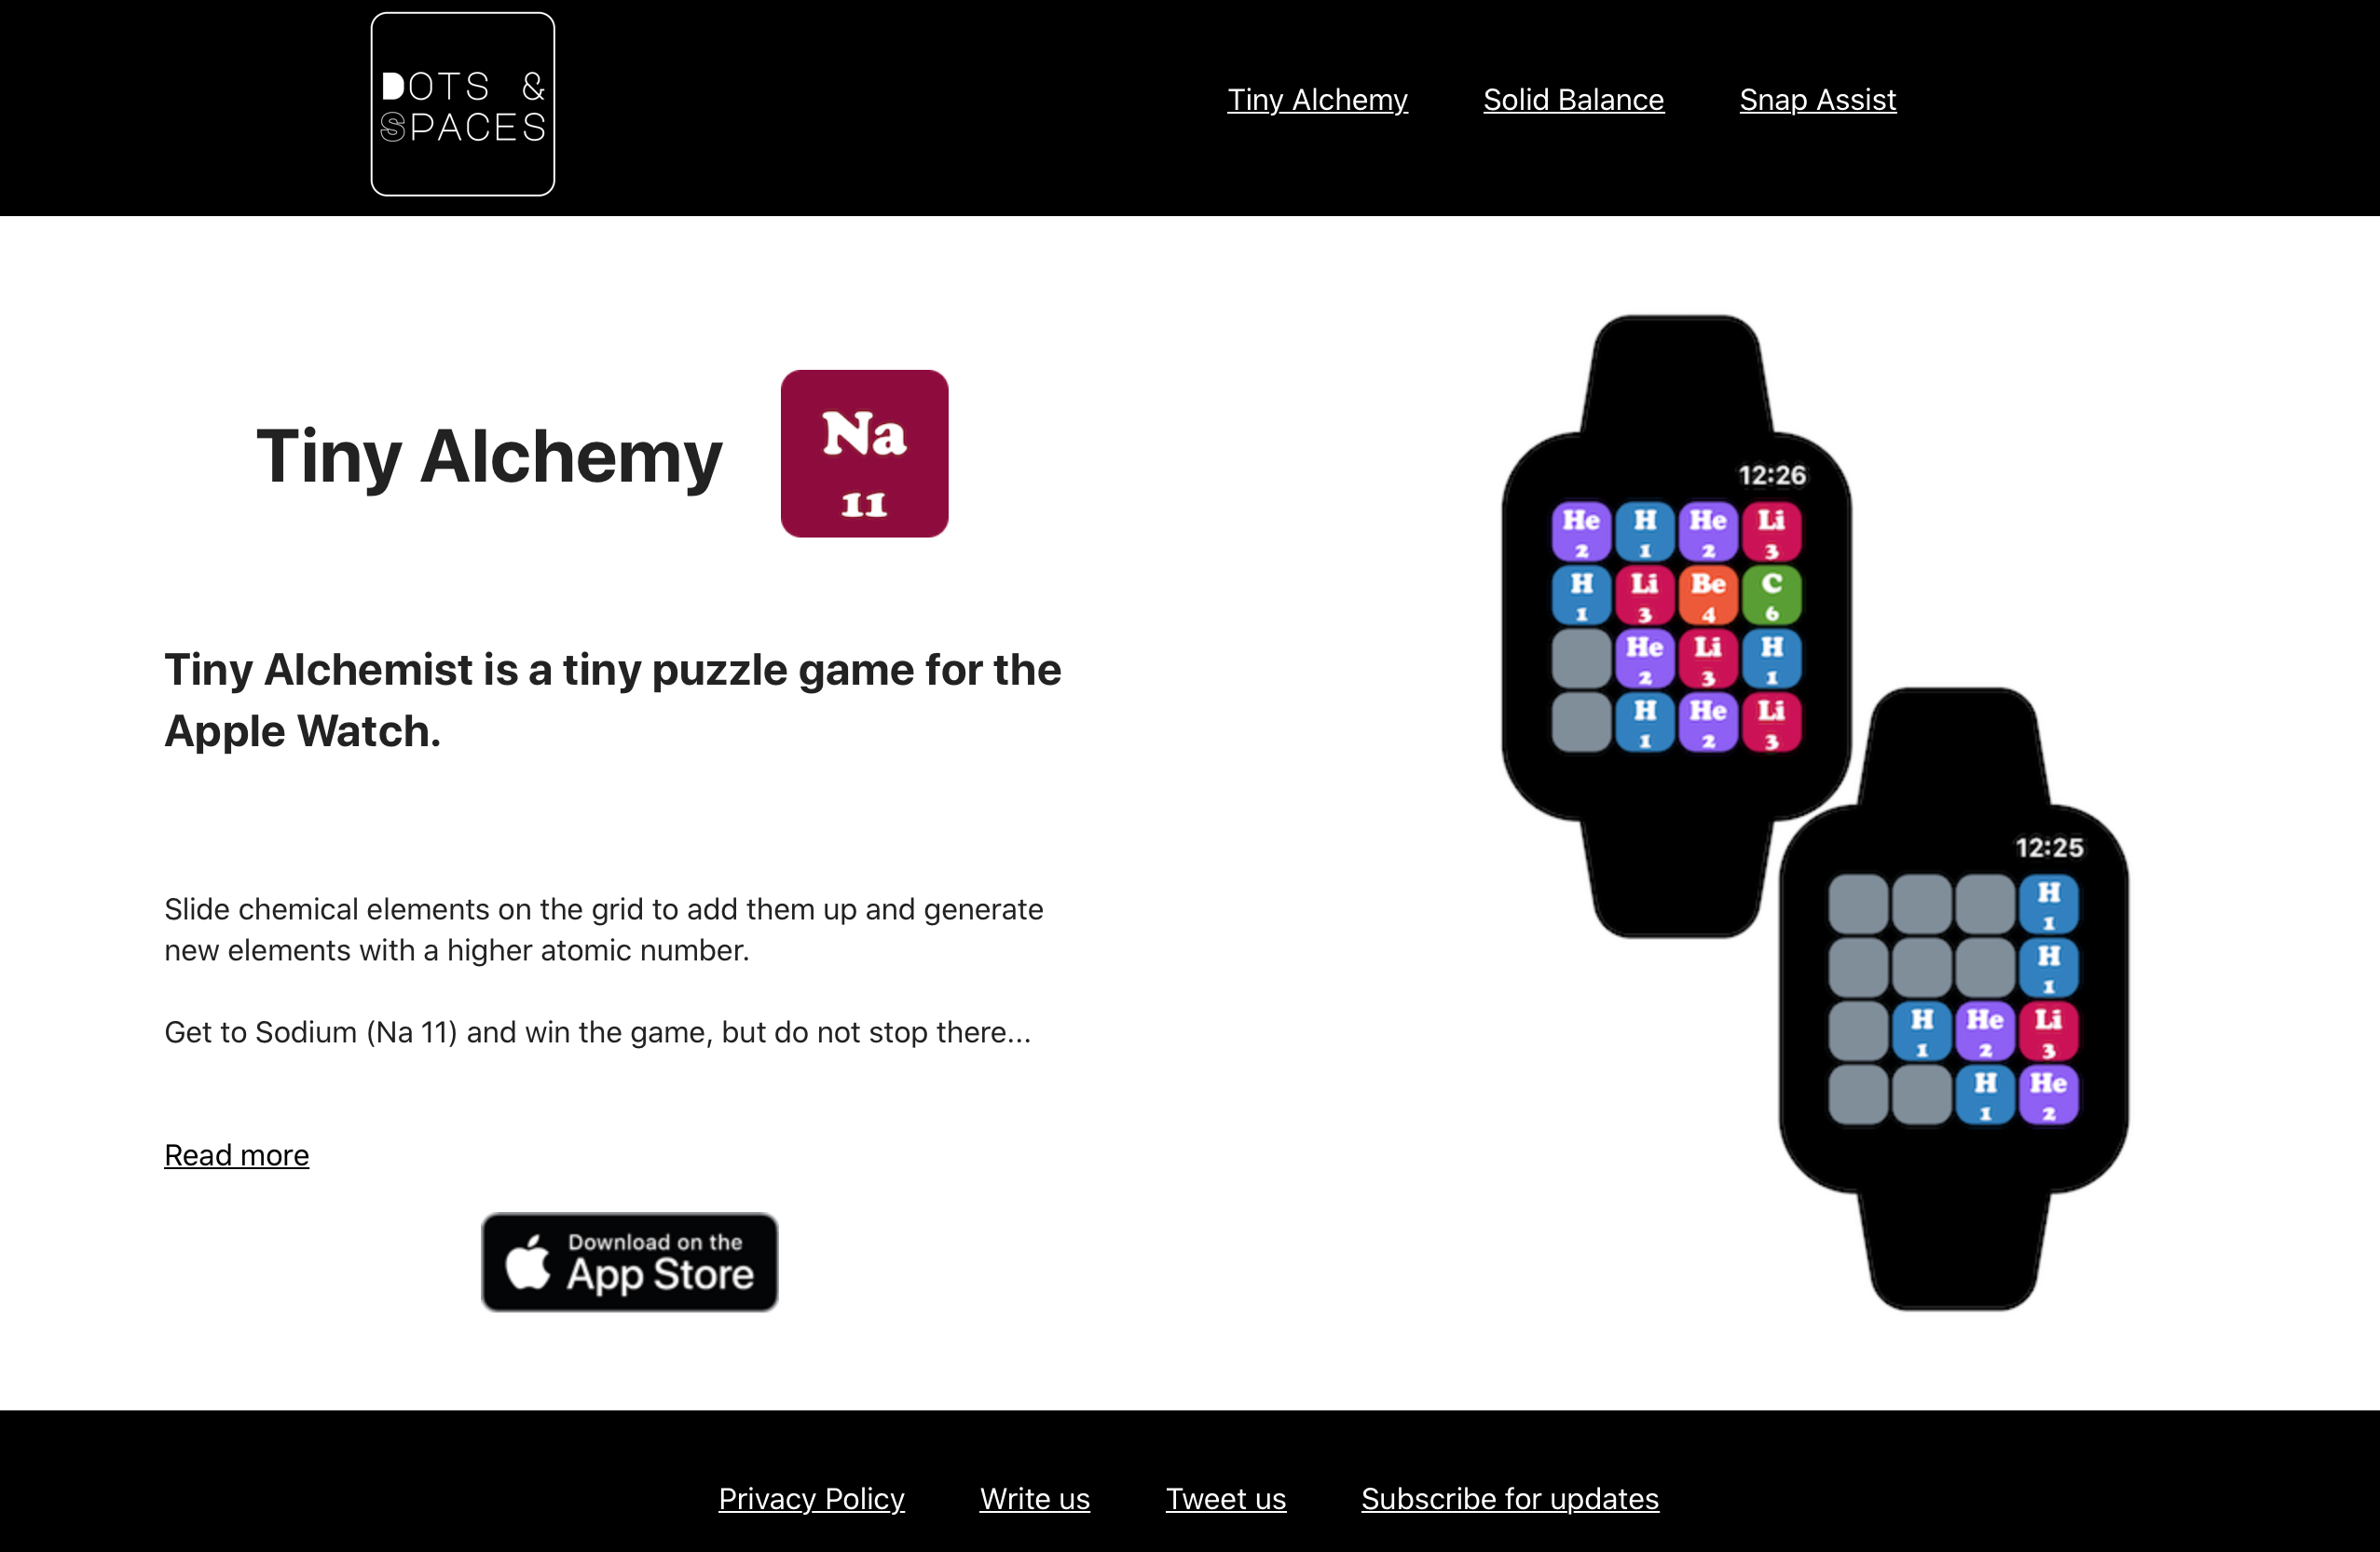 DOTS &
SPACES
Tiny Alchemy
Solid Balance
Snap Assist
Tiny Alchemy
Na
11
Tiny Alchemist is a tiny puzzle game for the
Apple Watch.
Slide chemical elements on the grid to add them up and generate
new elements with a higher atomic number.
Get to Sodium (Na 11) and win the game, but do not stop there...
Read more
Download on the
App Store
12:26
He H He Li
2 1 2 3
H Li Be C
1 3 4 6
He Li H
2 3 1
H He Li
1 2 3
12:25
H
1
H
1
H He Li
1 2 3
H He
1 2
Privacy Policy
Write us
Tweet us
Subscribe for updates